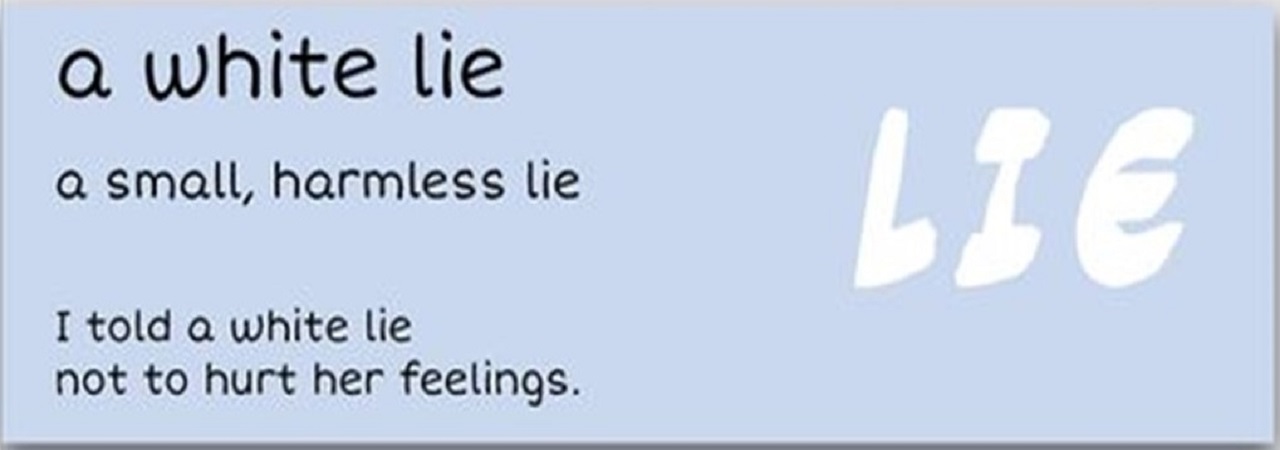 a white lie
a small, harmless lie
LIE
I told a white lie
not to hurt her feelings.